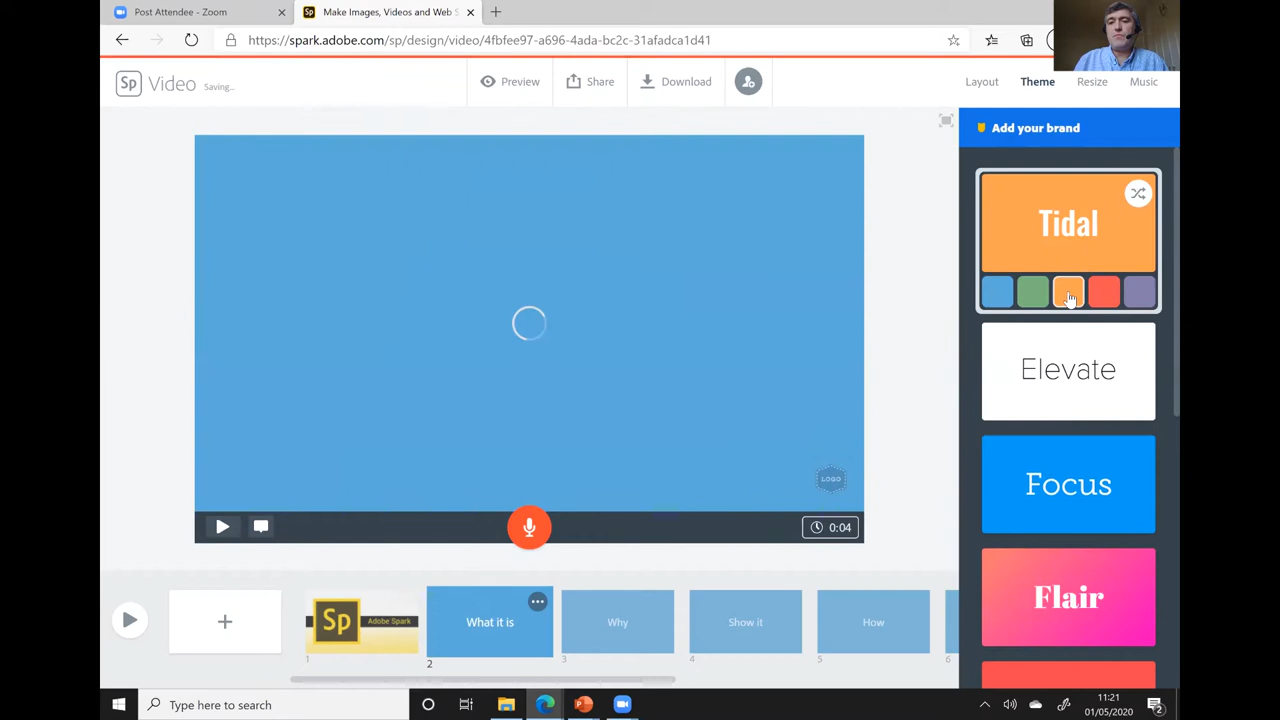 Post Attendee - Zoom
Make Images, Videos and Web S
https://spark.adobe.com/sp/design/video/4fbfee97-a696-4ada-bc2c-31afadca1d41
Sp Video Saving...
Preview
Share
Download
Layout
Theme
Resize
Music
Add your brand
Tidal
Elevate
Focus
Flair
LOGO
0:04
+
Sp Adobe Spark
What it is
Why
Show it
How
1
2
3
4
5
6
Type here to search
11:21
01/05/2020
2